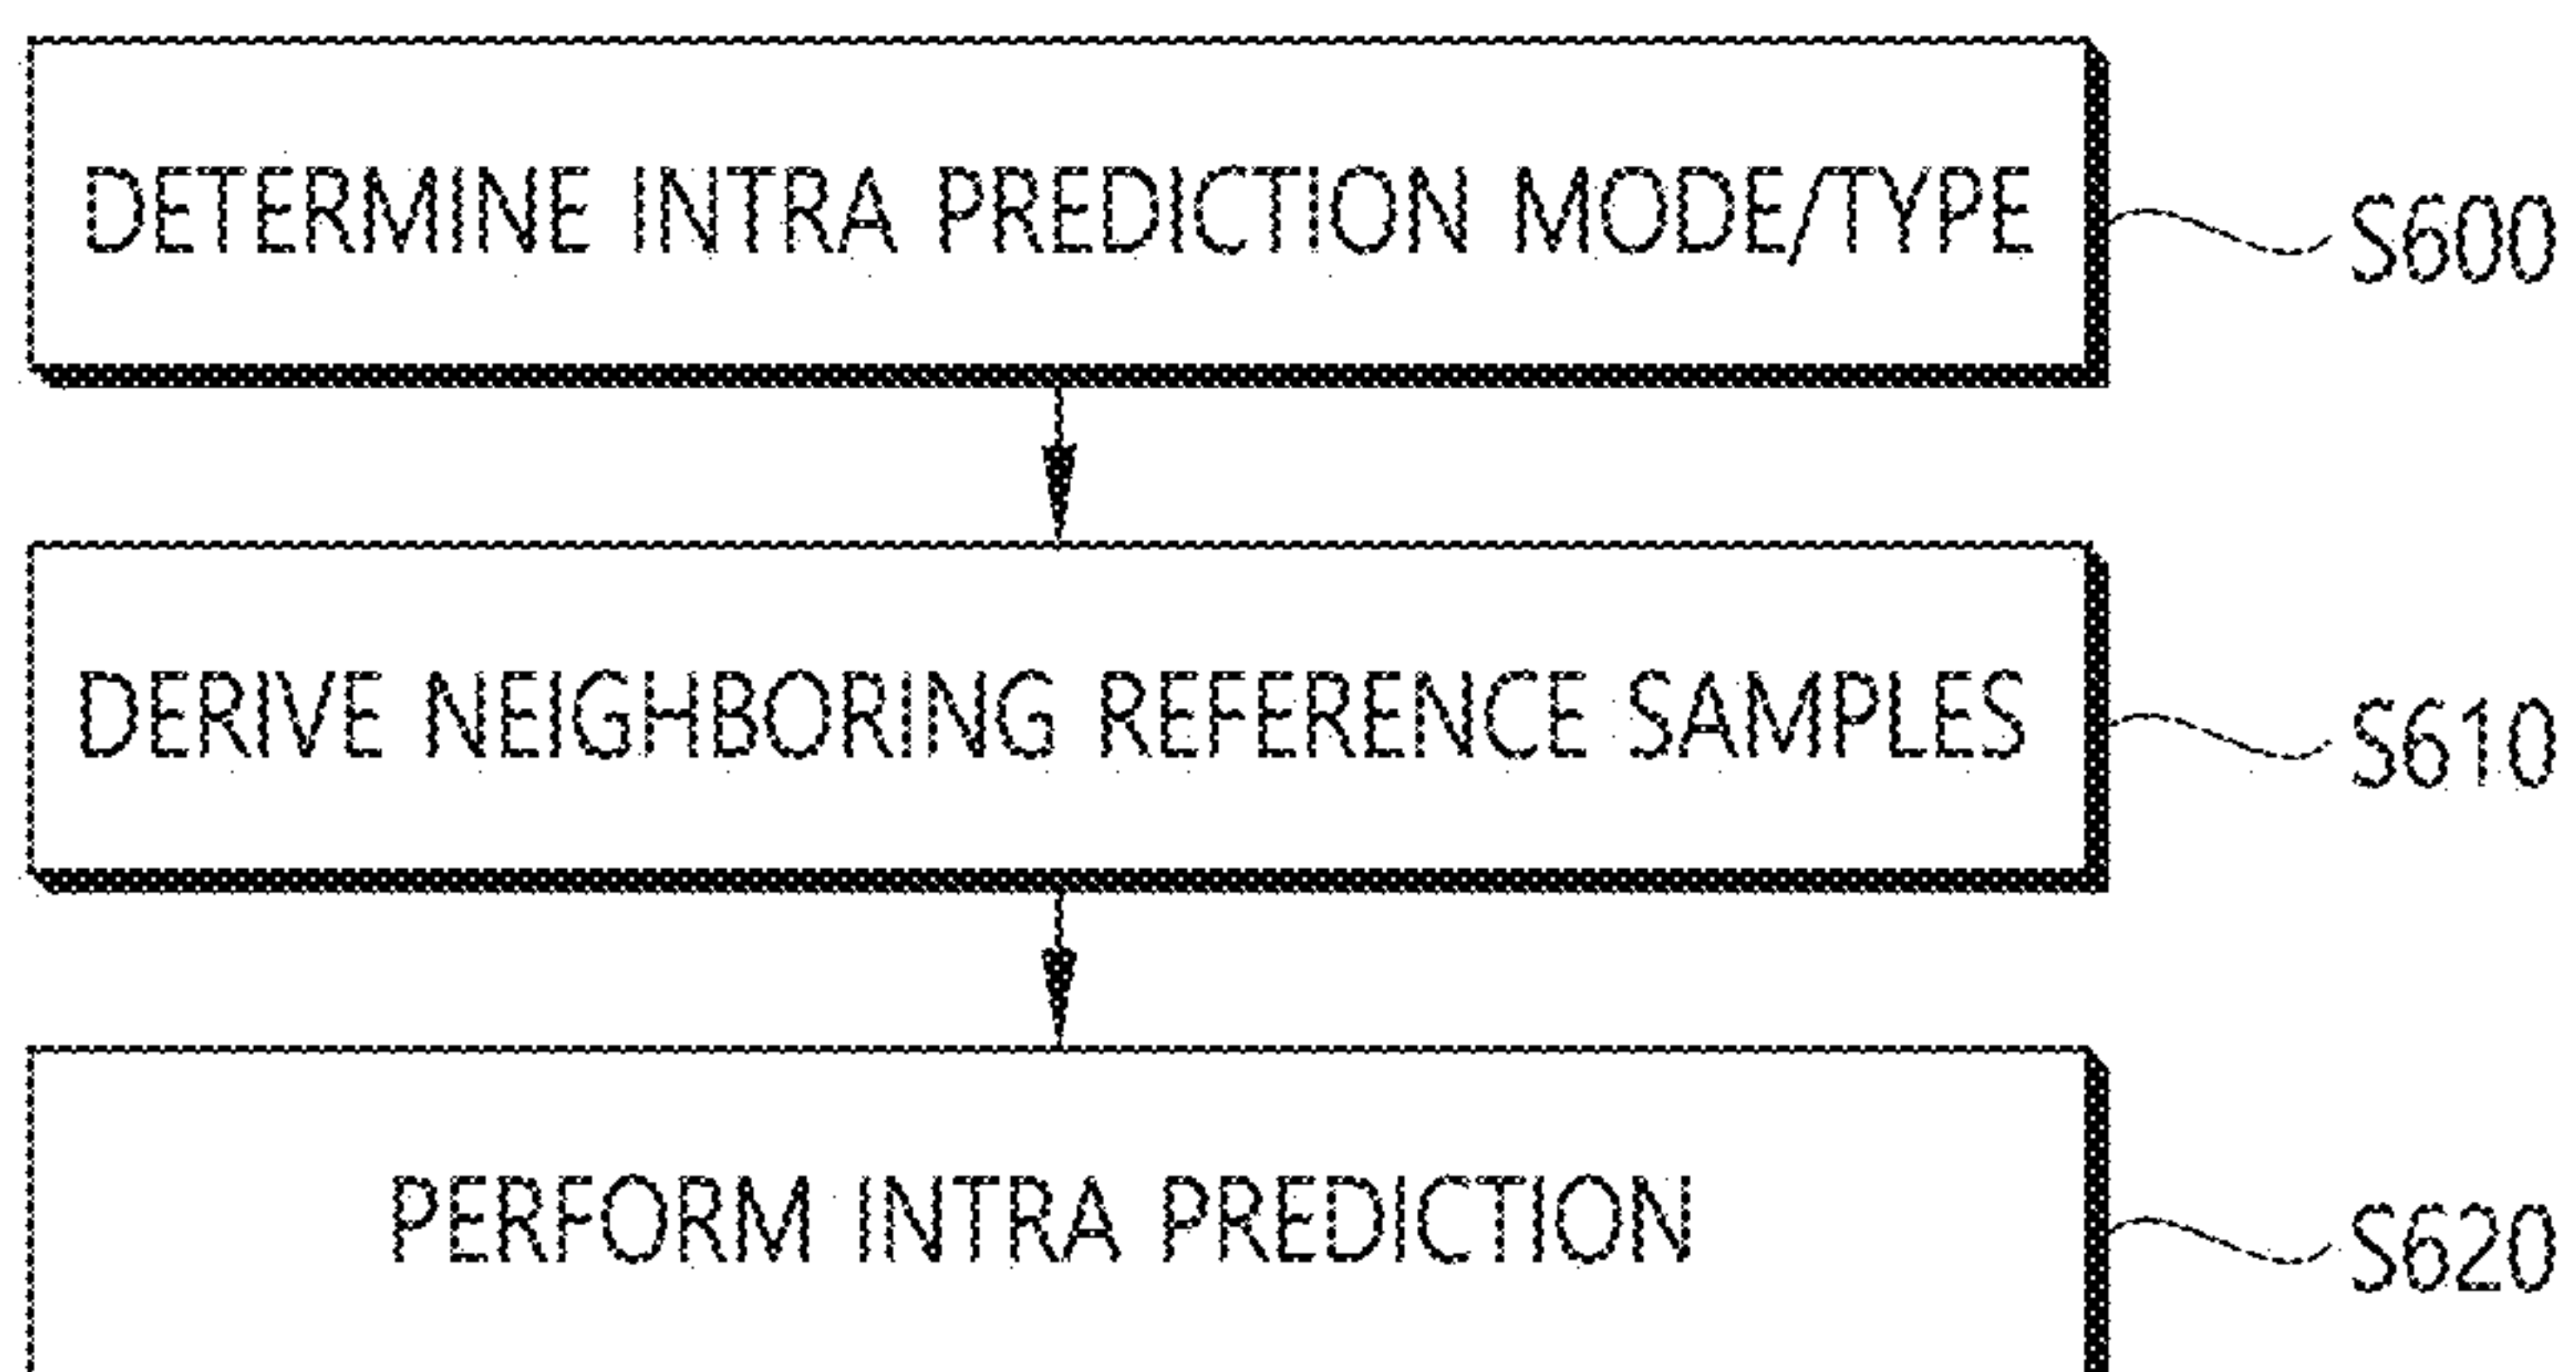 DETERMINE INTRA PREDICTION MODE/TYPE
S600
DERIVE NEIGHBORING REFERENCE SAMPLES
S610
PERFORM INTRA PREDICTION
S620